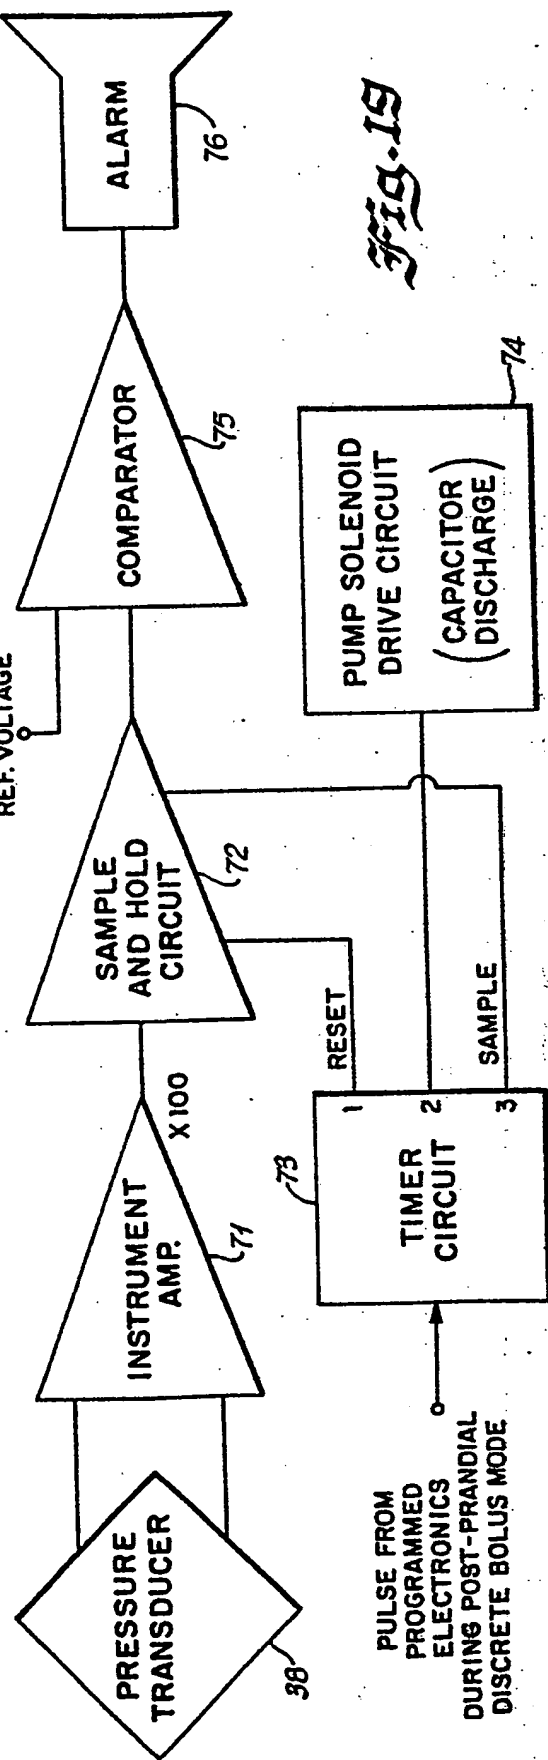 PRESSURE
TRANSDUCER
38
INSTRUMENT
AMP.
71
X100
SAMPLE
AND HOLD
CIRCUIT
72
REF. VOLTAGE
COMPARATOR
75
ALARM
76
PULSE FROM
PROGRAMMED
ELECTRONICS
DURING POST-PRANDIAL
DISCRETE BOLUS MODE
TIMER
CIRCUIT
73
1
2
3
RESET
SAMPLE
PUMP SOLENOID
DRIVE CIRCUIT
(CAPACITOR
DISCHARGE)
74
Fig. 19